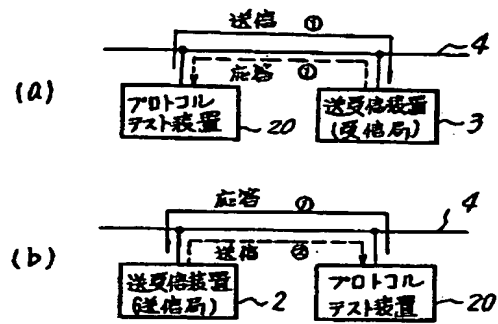 送信 ①
4
応答 ②
(a)
プロトコル
テスト装置
20
送受信装置
(受信局)
3
応答 ①
4
送信 ②
(b)
送受信装置
(送信局)
2
プロトコル
テスト装置
20